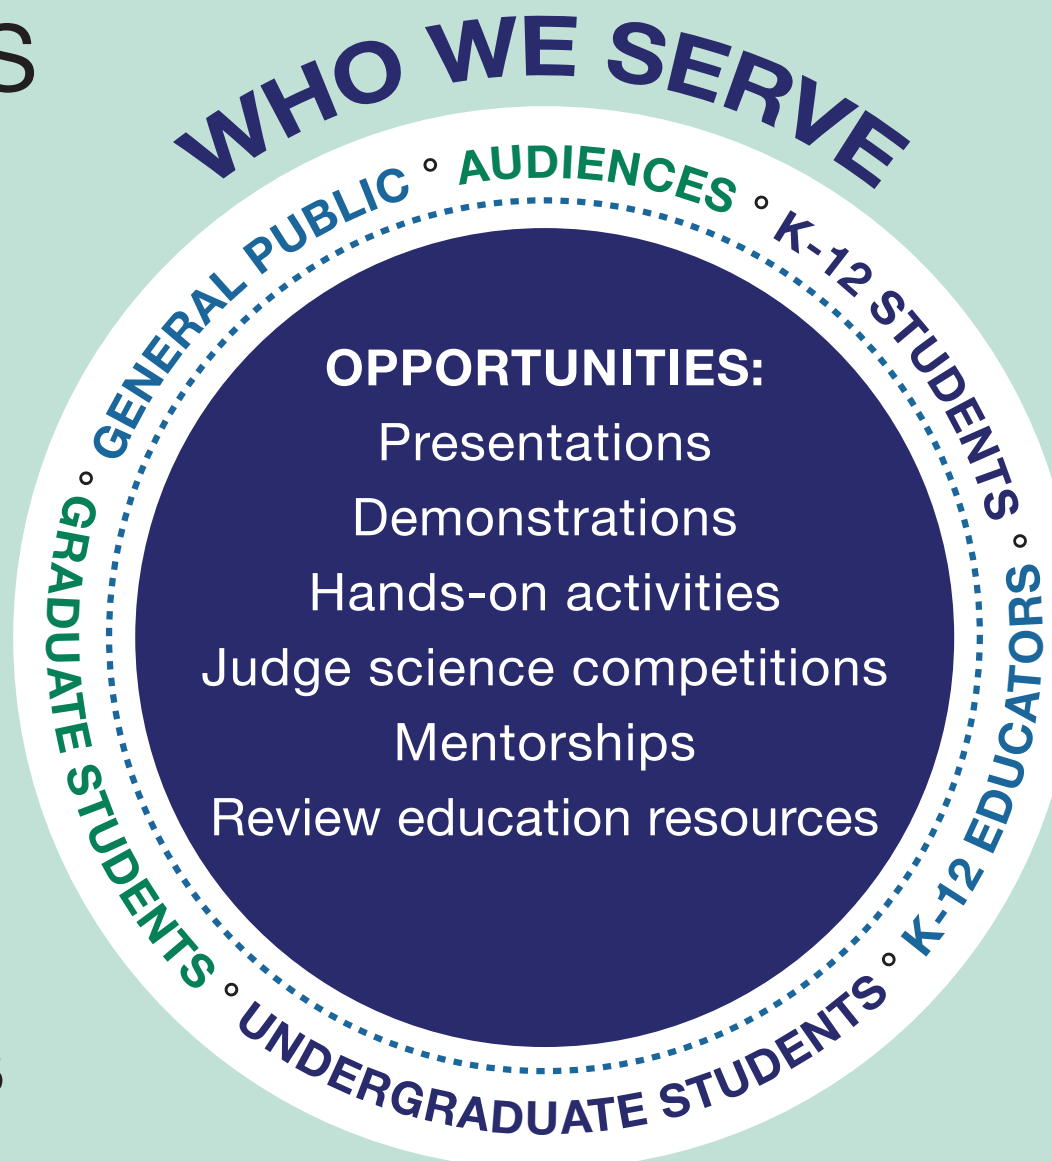 S
WHO WE SERVE
GENERAL PUBLIC ° AUDIENCES ° K-12 STUDENTS ° K-12 EDUCATORS ° UNDERGRADUATE STUDENTS ° GRADUATE STUDENTS °
OPPORTUNITIES:
Presentations
Demonstrations
Hands-on activities
Judge science competitions
Mentorships
Review education resources
s